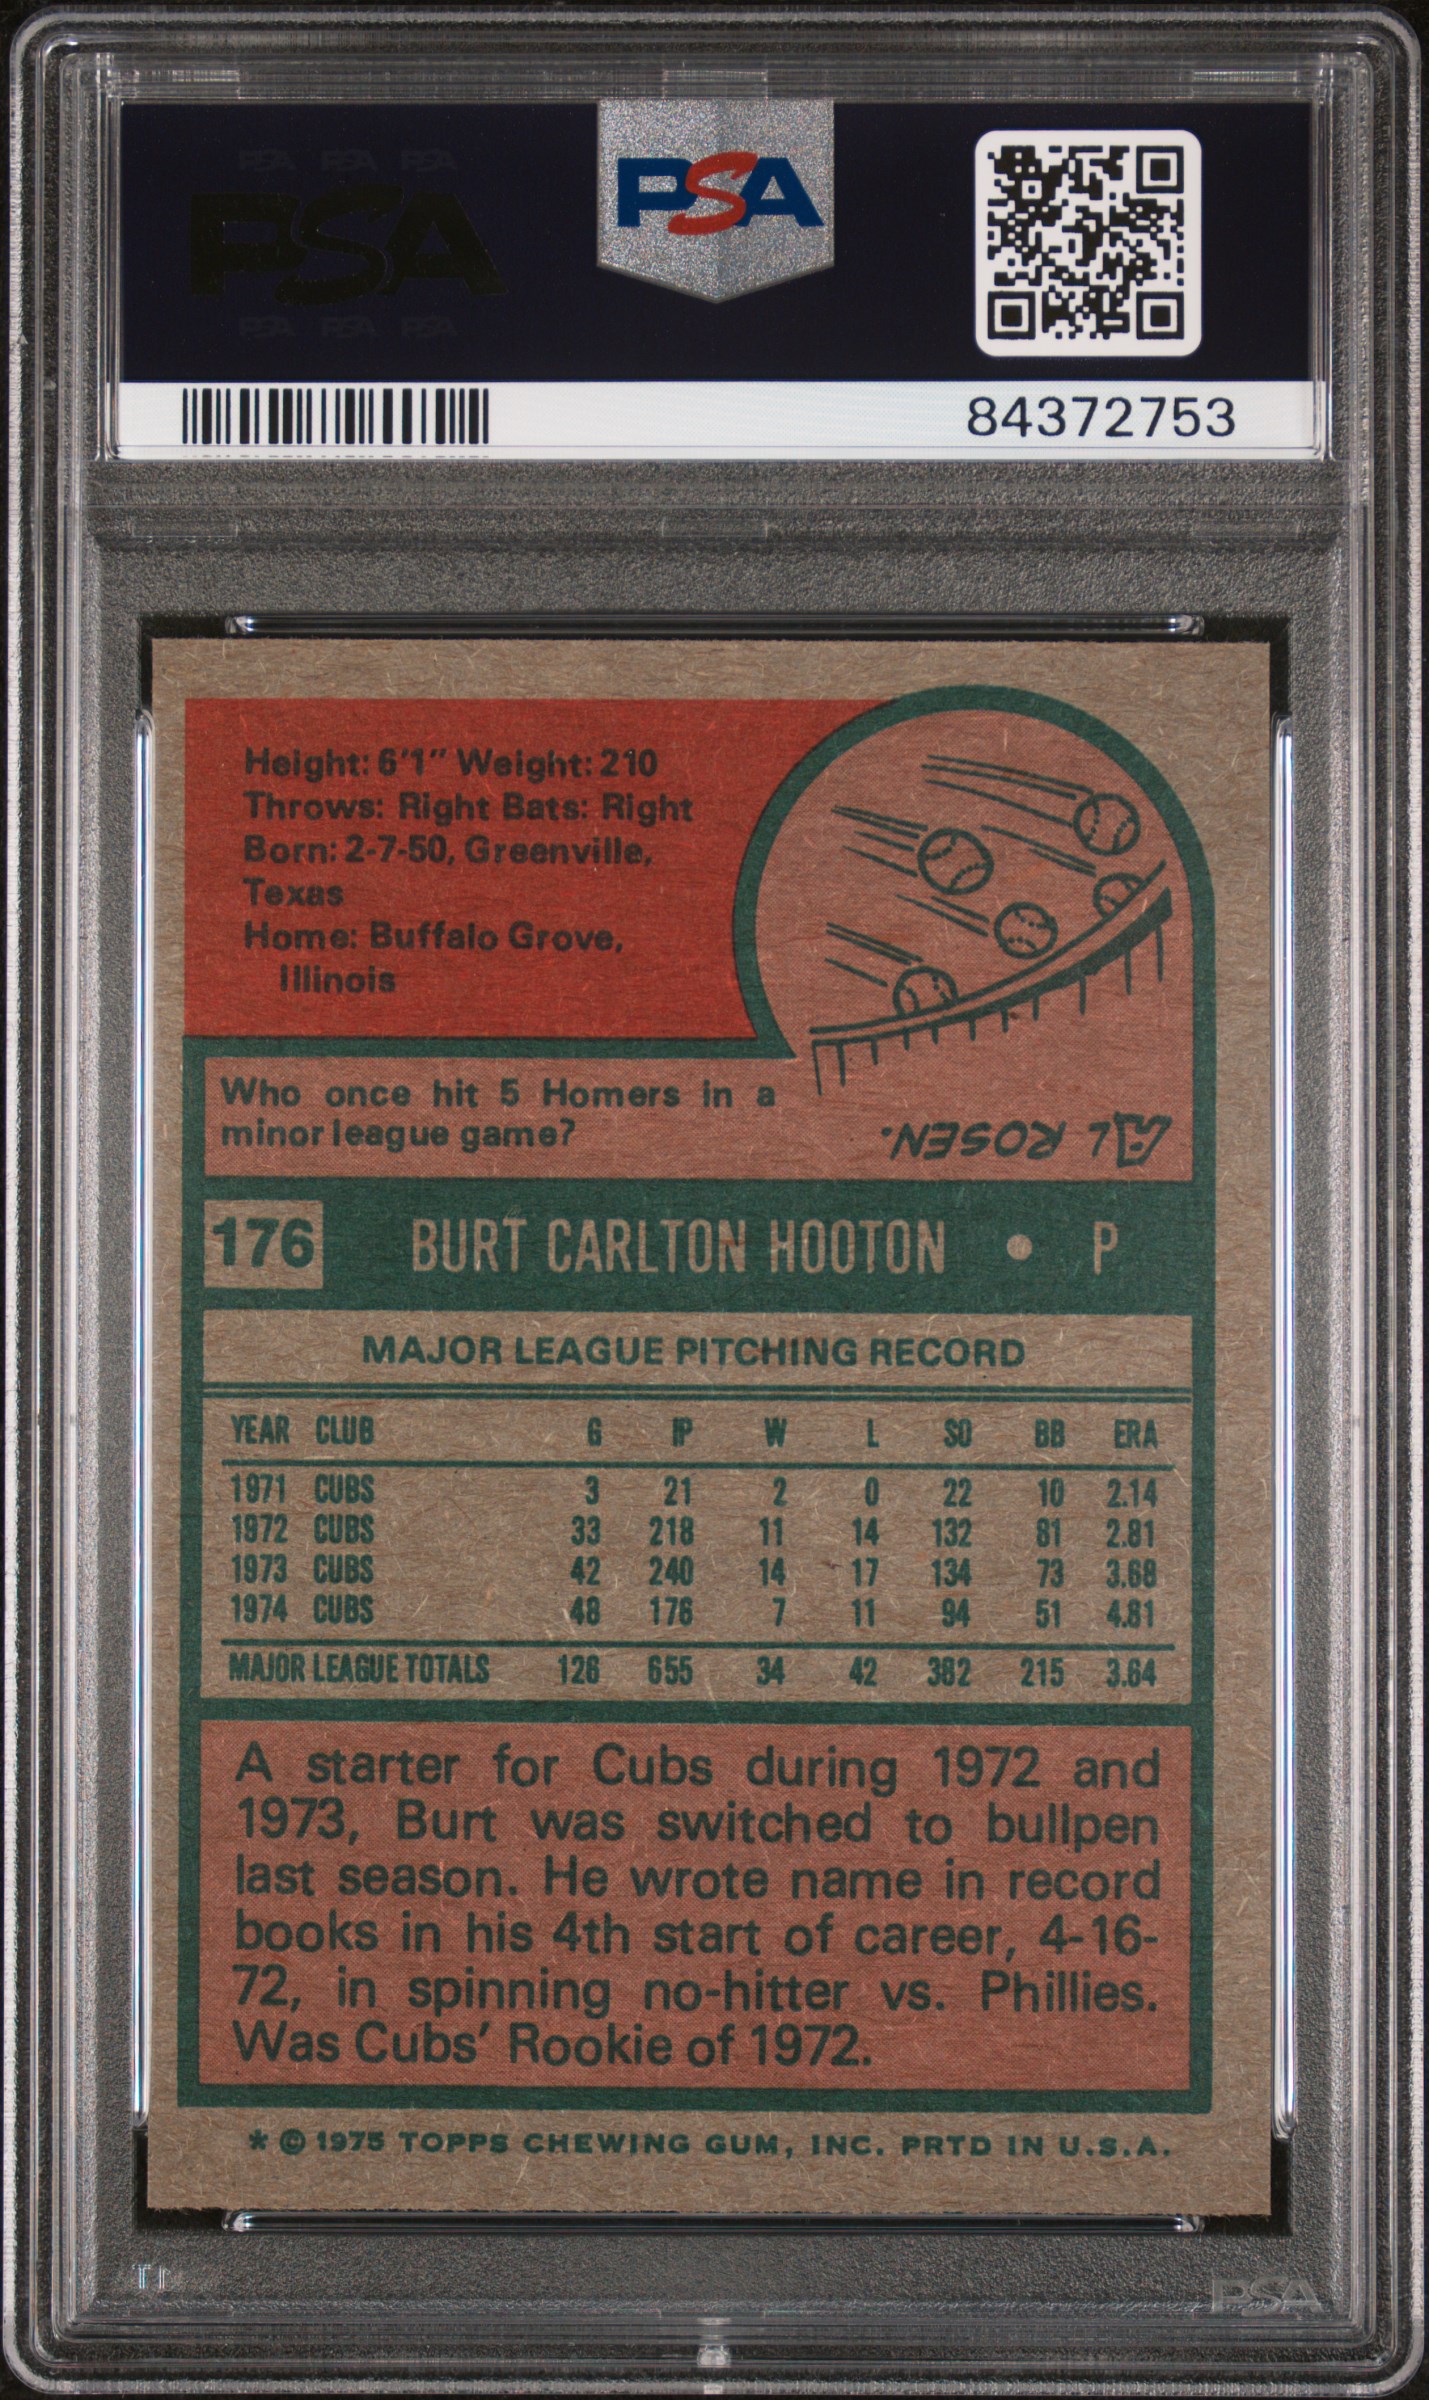 PSA PSA PSA
PSA
PSA PSA PSA
PSA
84372753
Height: 6'1" Weight: 210
Throws: Right Bats: Right
Born: 2-7-50, Greenville,
Texas
Home: Buffalo Grove,
Illinois
Who once hit 5 Homers in a
minor league game?
AL ROSEN.
176 BURT CARLTON HOOTON • P
MAJOR LEAGUE PITCHING RECORD
YEAR CLUB G IP W L SO BB ERA
1971 CUBS 3 21 2 0 22 10 2.14
1972 CUBS 33 218 11 14 132 81 2.81
1973 CUBS 42 240 14 17 134 73 3.68
1974 CUBS 48 176 7 11 94 51 4.81
MAJOR LEAGUE TOTALS 126 655 34 42 382 215 3.64
A starter for Cubs during 1972 and
1973, Burt was switched to bullpen
last season. He wrote name in record
books in his 4th start of career, 4-16-
72, in spinning no-hitter vs. Phillies.
Was Cubs' Rookie of 1972.
* © 1975 TOPPS CHEWING GUM, INC. PRTD IN U.S.A.
PSA